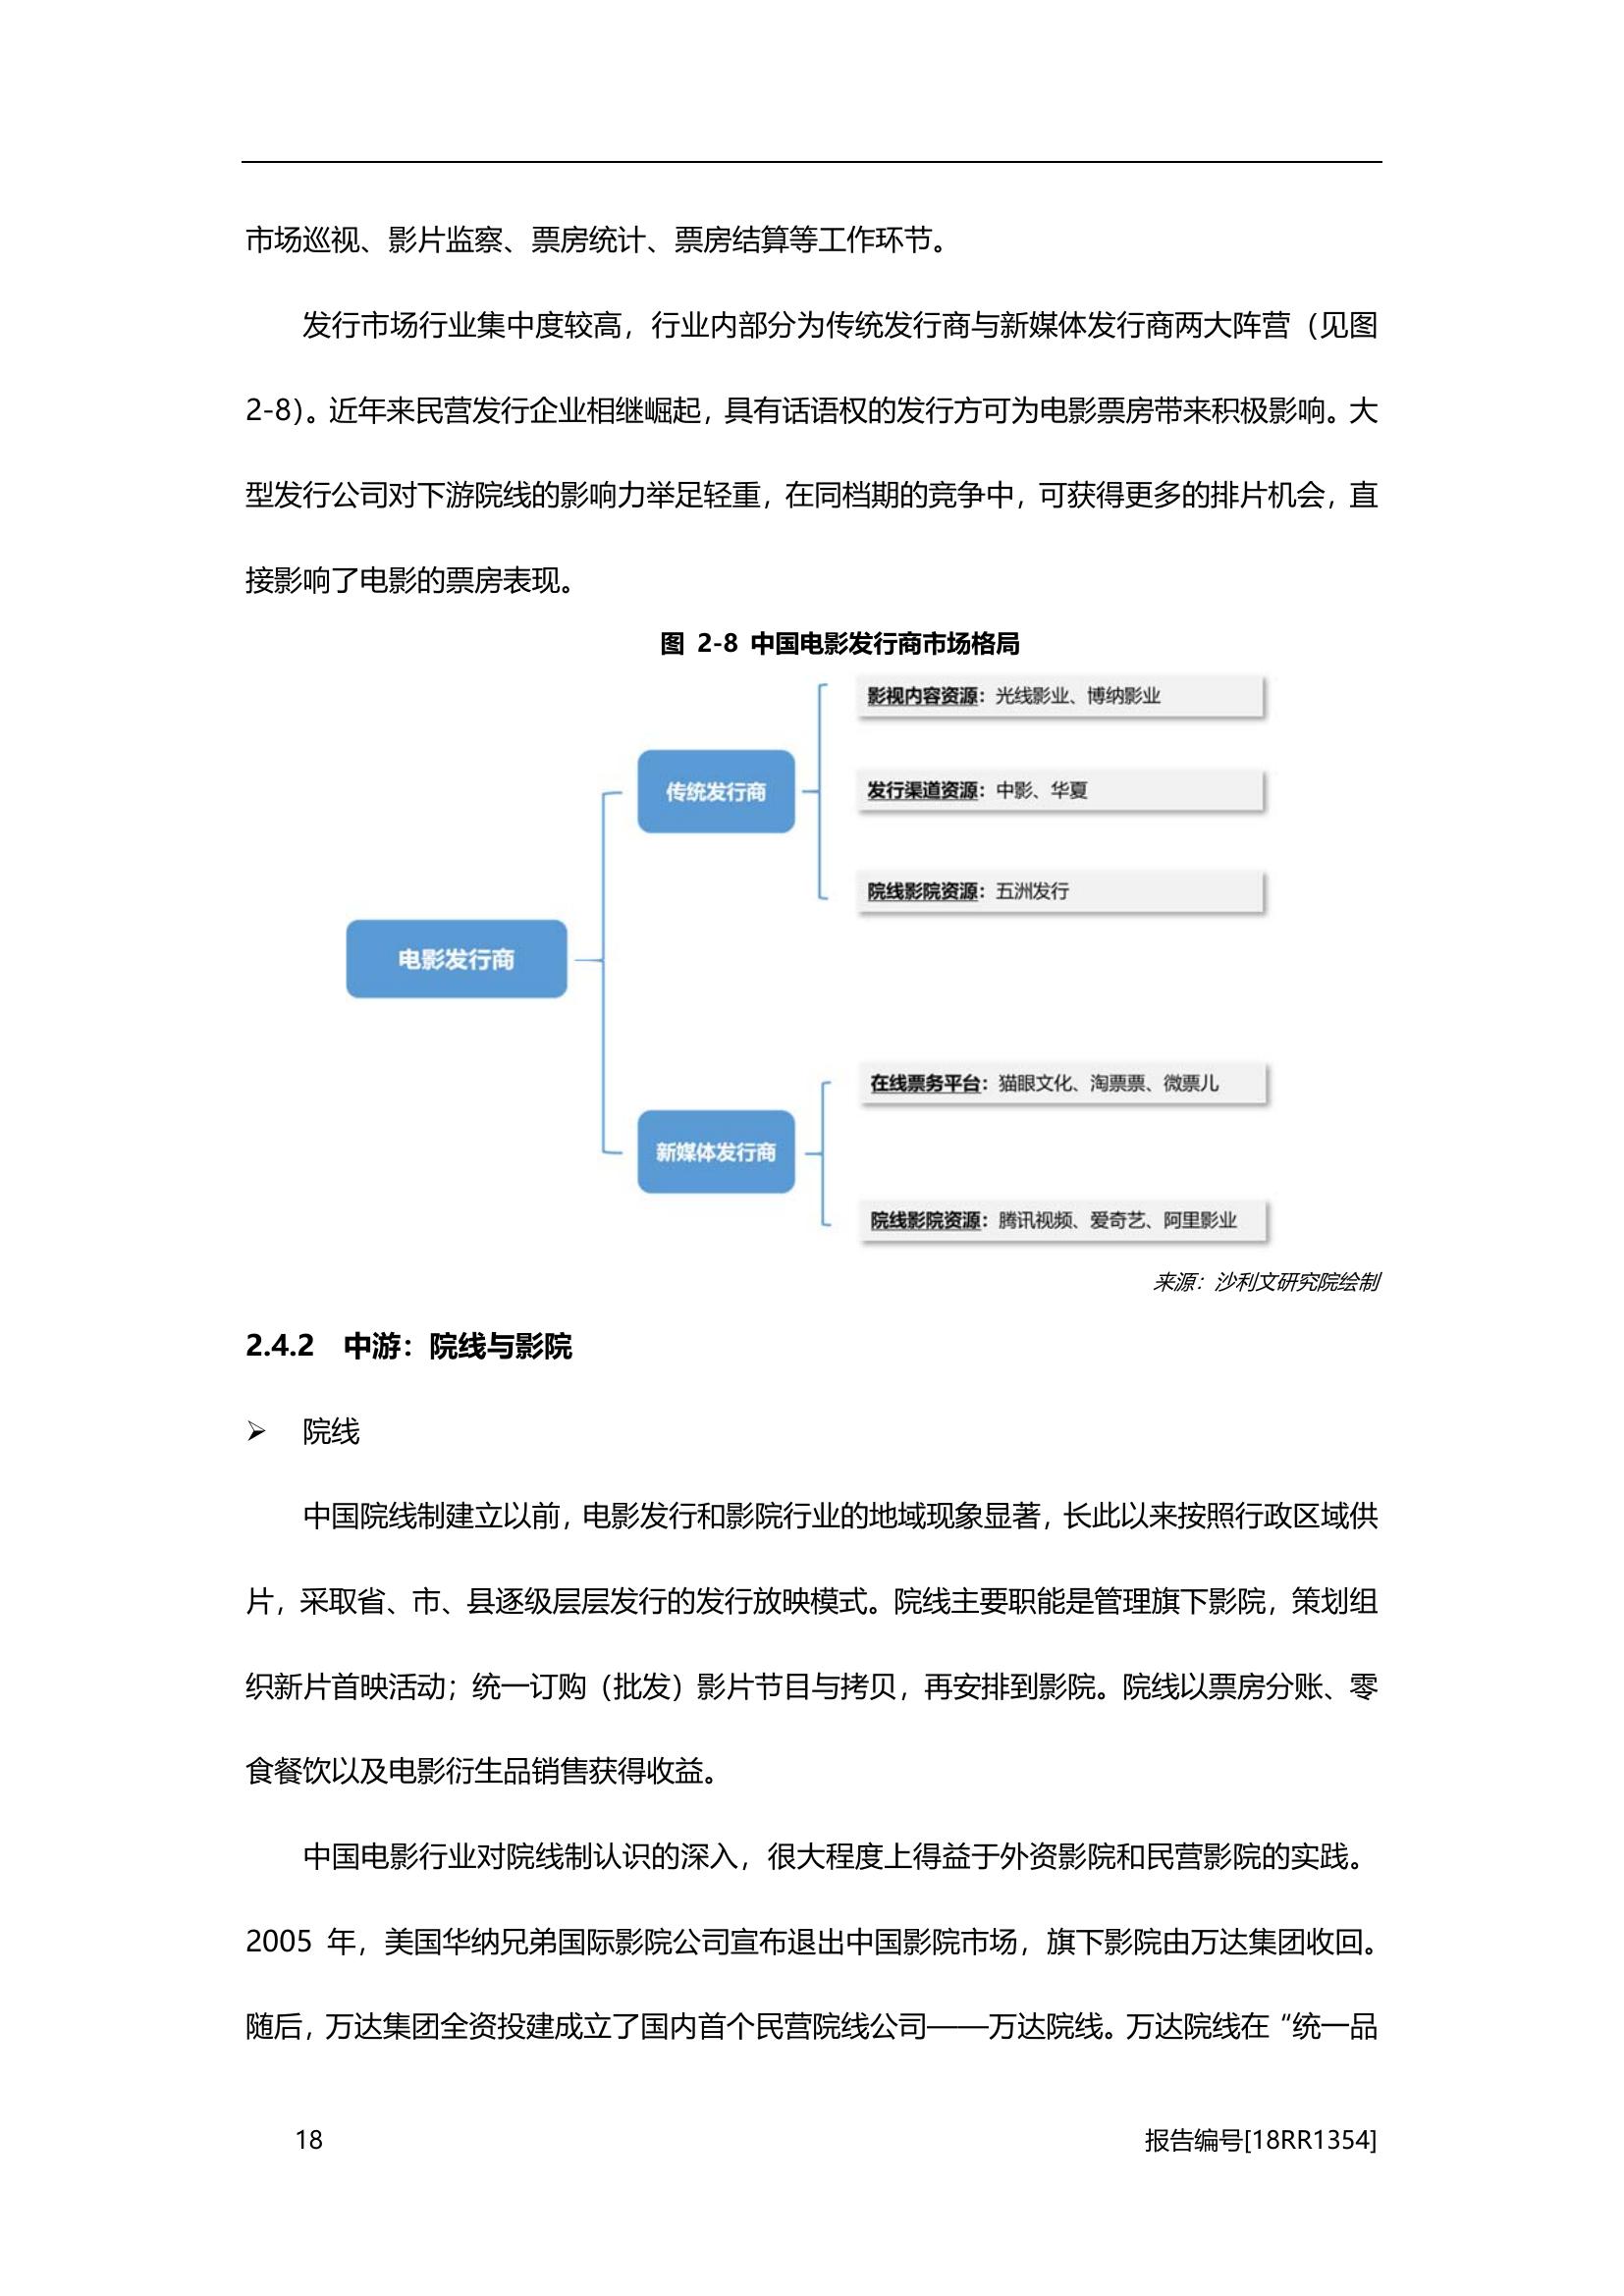 市场巡视、影片监察、票房统计、票房结算等工作环节。
发行市场行业集中度较高，行业内部分为传统发行商与新媒体发行商两大阵营（见图
2-8）。近年来民营发行企业相继崛起，具有话语权的发行方可为电影票房带来积极影响。大
型发行公司对下游院线的影响力举足轻重，在同档期的竞争中，可获得更多的排片机会，直
接影响了电影的票房表现。
图 2-8 中国电影发行商市场格局
影视内容资源：光线影业、博纳影业
传统发行商
发行渠道资源：中影、华夏
院线影院资源：五洲发行
电影发行商
在线票务平台：猫眼文化、淘票票、微票儿
新媒体发行商
院线影院资源：腾讯视频、爱奇艺、阿里影业
来源：沙利文研究院绘制
2.4.2 中游：院线与影院
➢ 院线
中国院线制建立以前，电影发行和影院行业的地域现象显著，长此以来按照行政区域供
片，采取省、市、县逐级层层发行的发行放映模式。院线主要职能是管理旗下影院，策划组
织新片首映活动；统一订购（批发）影片节目与拷贝，再安排到影院。院线以票房分账、零
食餐饮以及电影衍生品销售获得收益。
中国电影行业对院线制认识的深入，很大程度上得益于外资影院和民营影院的实践。
2005 年，美国华纳兄弟国际影院公司宣布退出中国影院市场，旗下影院由万达集团收回。
随后，万达集团全资投建成立了国内首个民营院线公司——万达院线。万达院线在“统一品
18
报告编号[18RR1354]